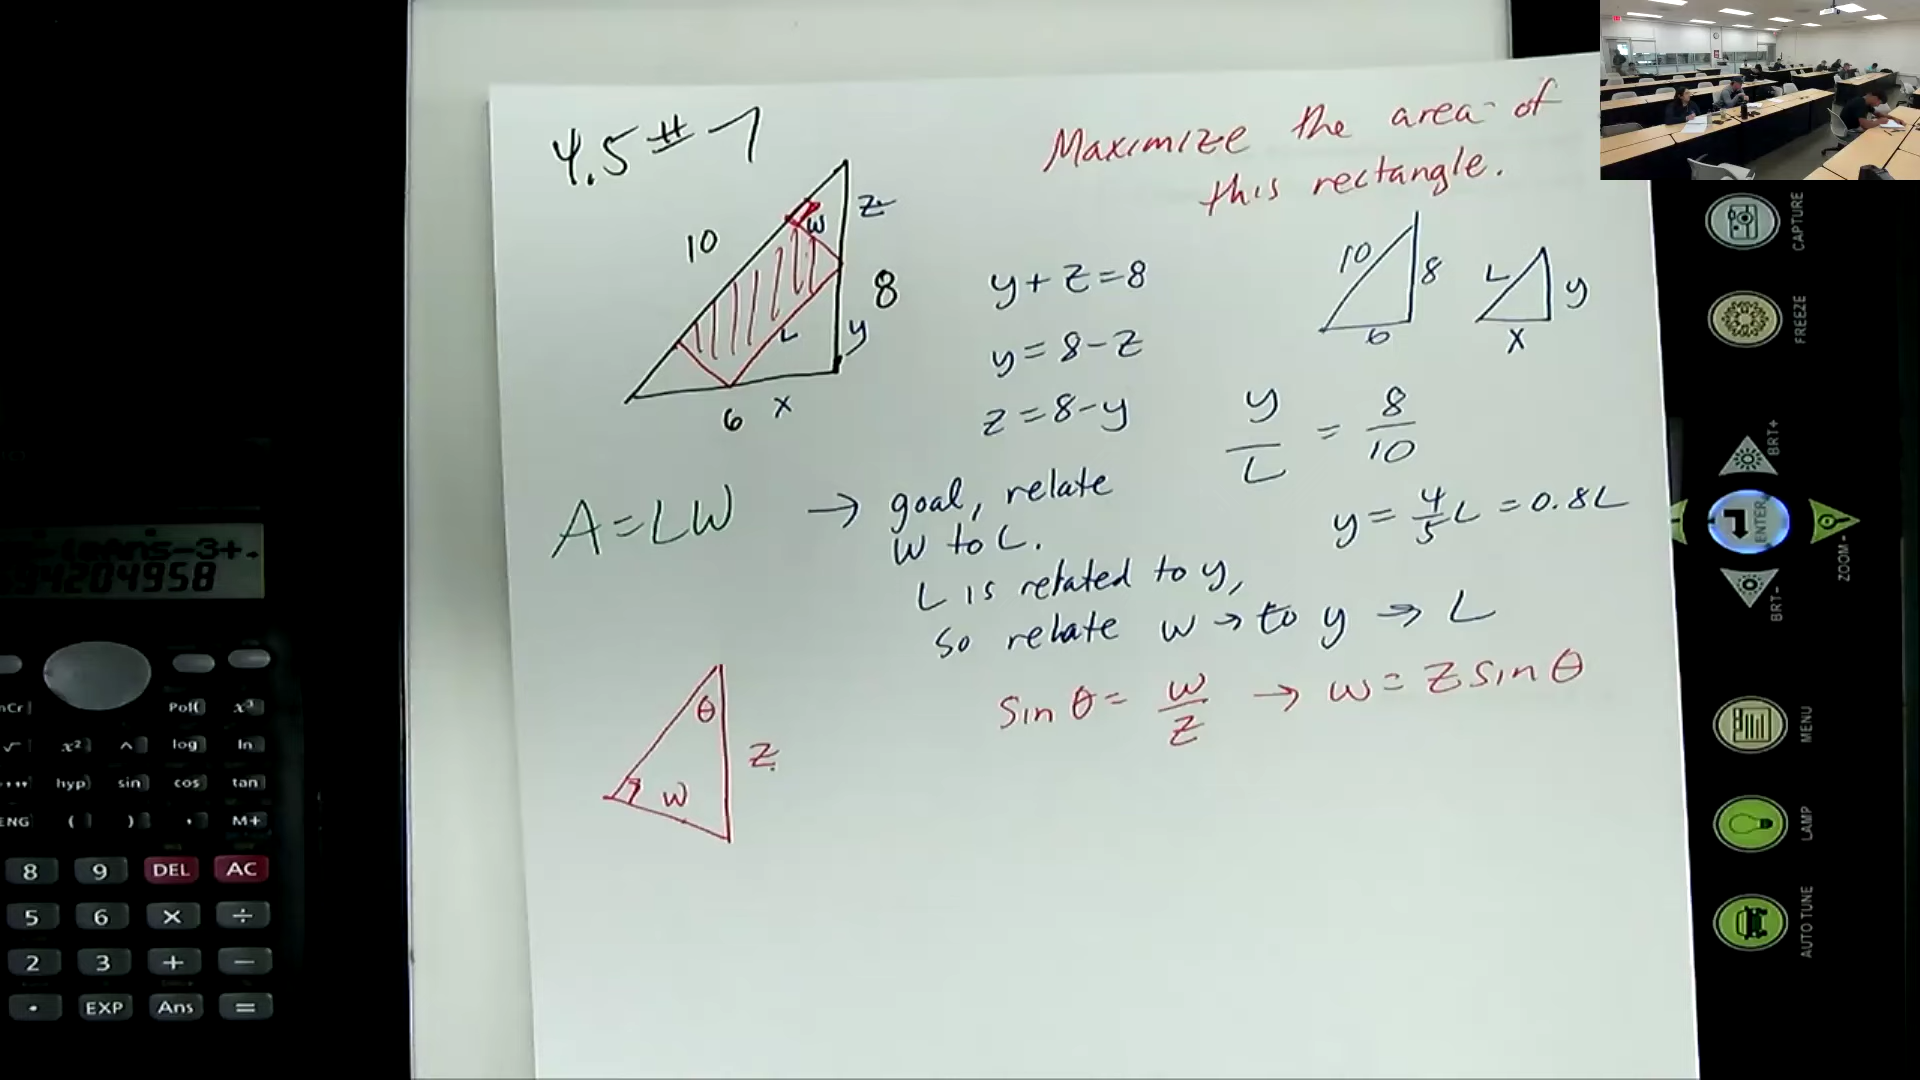 4.5 # 7
Maximize the area of
this rectangle.
10
w
z
8
L
y
6
x
y + z = 8
y = 8 - z
z = 8 - y
10
8
6
L
y
x
y/L = 8/10
y = 4/5 L = 0.8L
A = LW → goal, relate
W to L.
L is related to y,
so relate w → to y → L
sin θ = w/z → w = z sin θ
θ
z
w
94204958
Pol(
x³
x²
^
log
ln
hyp
sin
cos
tan
ENG
(
)
,
M+
8
9
DEL
AC
5
6
×
÷
2
3
+
−
·
EXP
Ans
=
CAPTURE
FREEZE
BRT+
ENTER
ZOOM-
BRT-
MENU
LAMP
AUTO TUNE